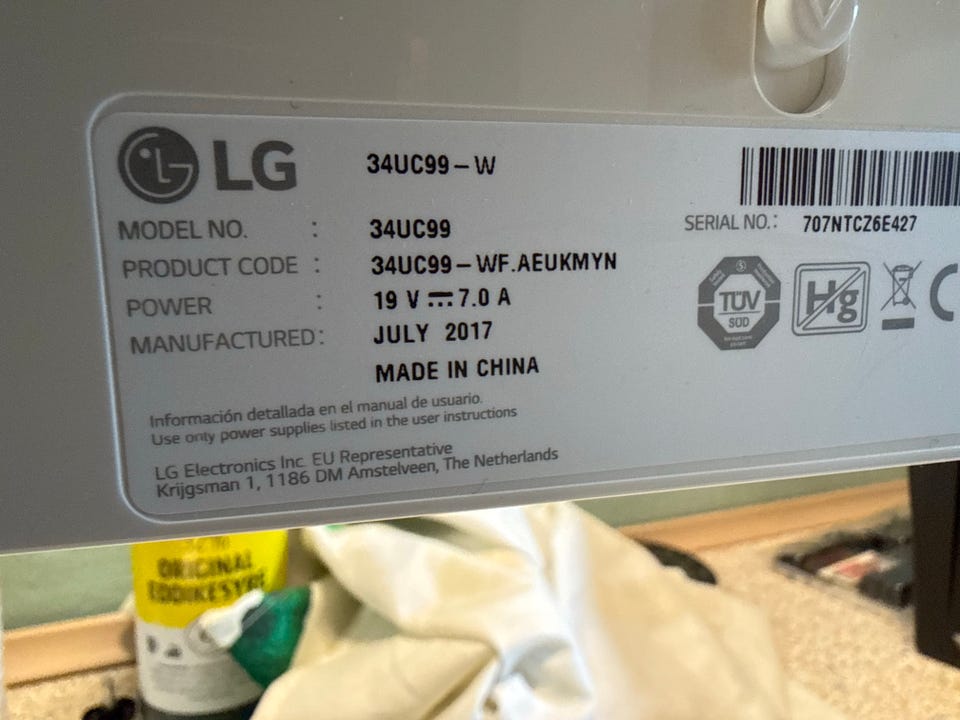 LG 34UC99-W
MODEL NO. : 34UC99
PRODUCT CODE : 34UC99-WF.AEUKMYN
POWER : 19 V 7.0 A
MANUFACTURED : JULY 2017
MADE IN CHINA
SERIAL NO. : 707NTCZ6E427
TÜV
SÜD
Hg
Información detallada en el manual de usuario.
Use only power supplies listed in the user instructions
LG Electronics Inc. EU Representative
Krijgsman 1, 1186 DM Amstelveen, The Netherlands
ORIGINAL
EDDIKESYRE